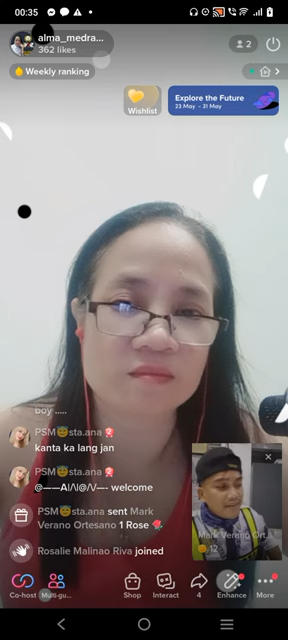 00:35
alma_medra...
362 likes
2
Weekly ranking
Wishlist
Explore the Future
23 May - 31 May
boy .....
PSM😇sta.ana
kanta ka lang jan
PSM😇sta.ana
@——A|/\|@/\/—- welcome
PSM😇sta.ana sent Mark
Verano Ortesano 1 Rose 🌹
Rosalie Malinao Riva joined
Mark Verano Ort...
12
Co-host
Multi-gu...
Shop
Interact
4
Enhance
More